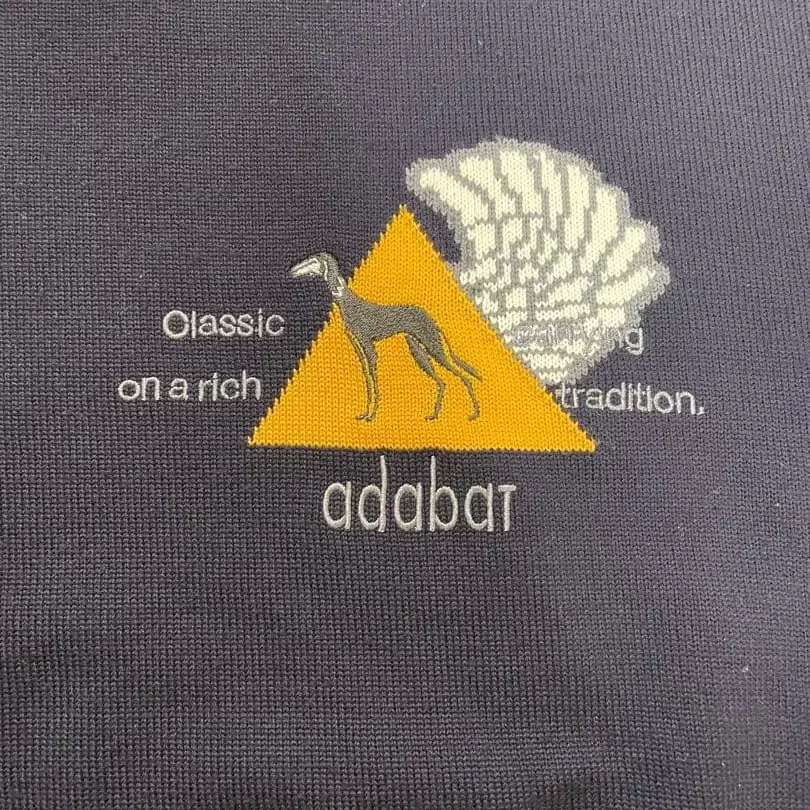 Classic
on a rich tradition.
adabat